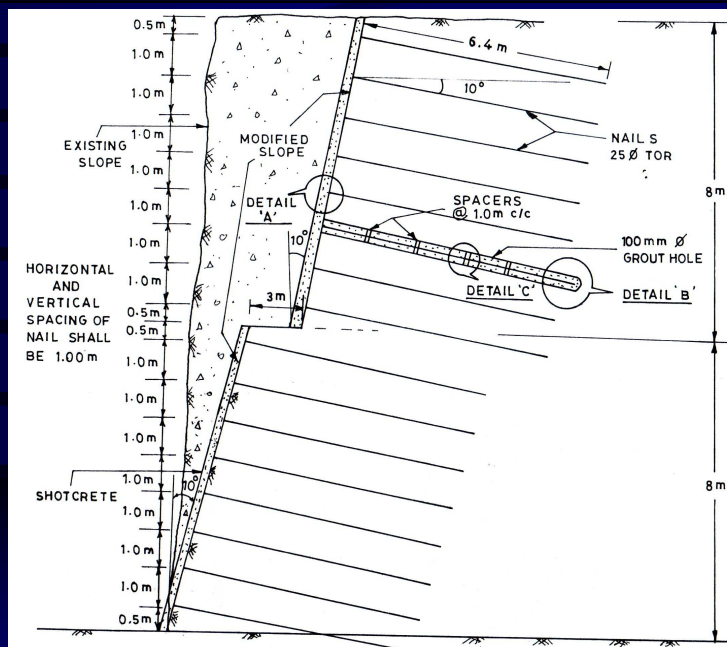 0.5m
1.0m
1.0m
1.0m
1.0m
1.0m
1.0m
1.0m
0.5m
0.5m
1.0m
1.0m
1.0m
1.0m
1.0m
1.0m
1.0m
0.5m
EXISTING
SLOPE
MODIFIED
SLOPE
DETAIL
'A'
10°
3m
HORIZONTAL
AND
VERTICAL
SPACING OF
NAIL SHALL
BE 1.00m
SHOTCRETE
10°
6.4m
10°
NAILS
25Ø TOR
SPACERS
@ 1.0m c/c
100mm Ø
GROUT HOLE
DETAIL 'C'
DETAIL 'B'
8m
8m